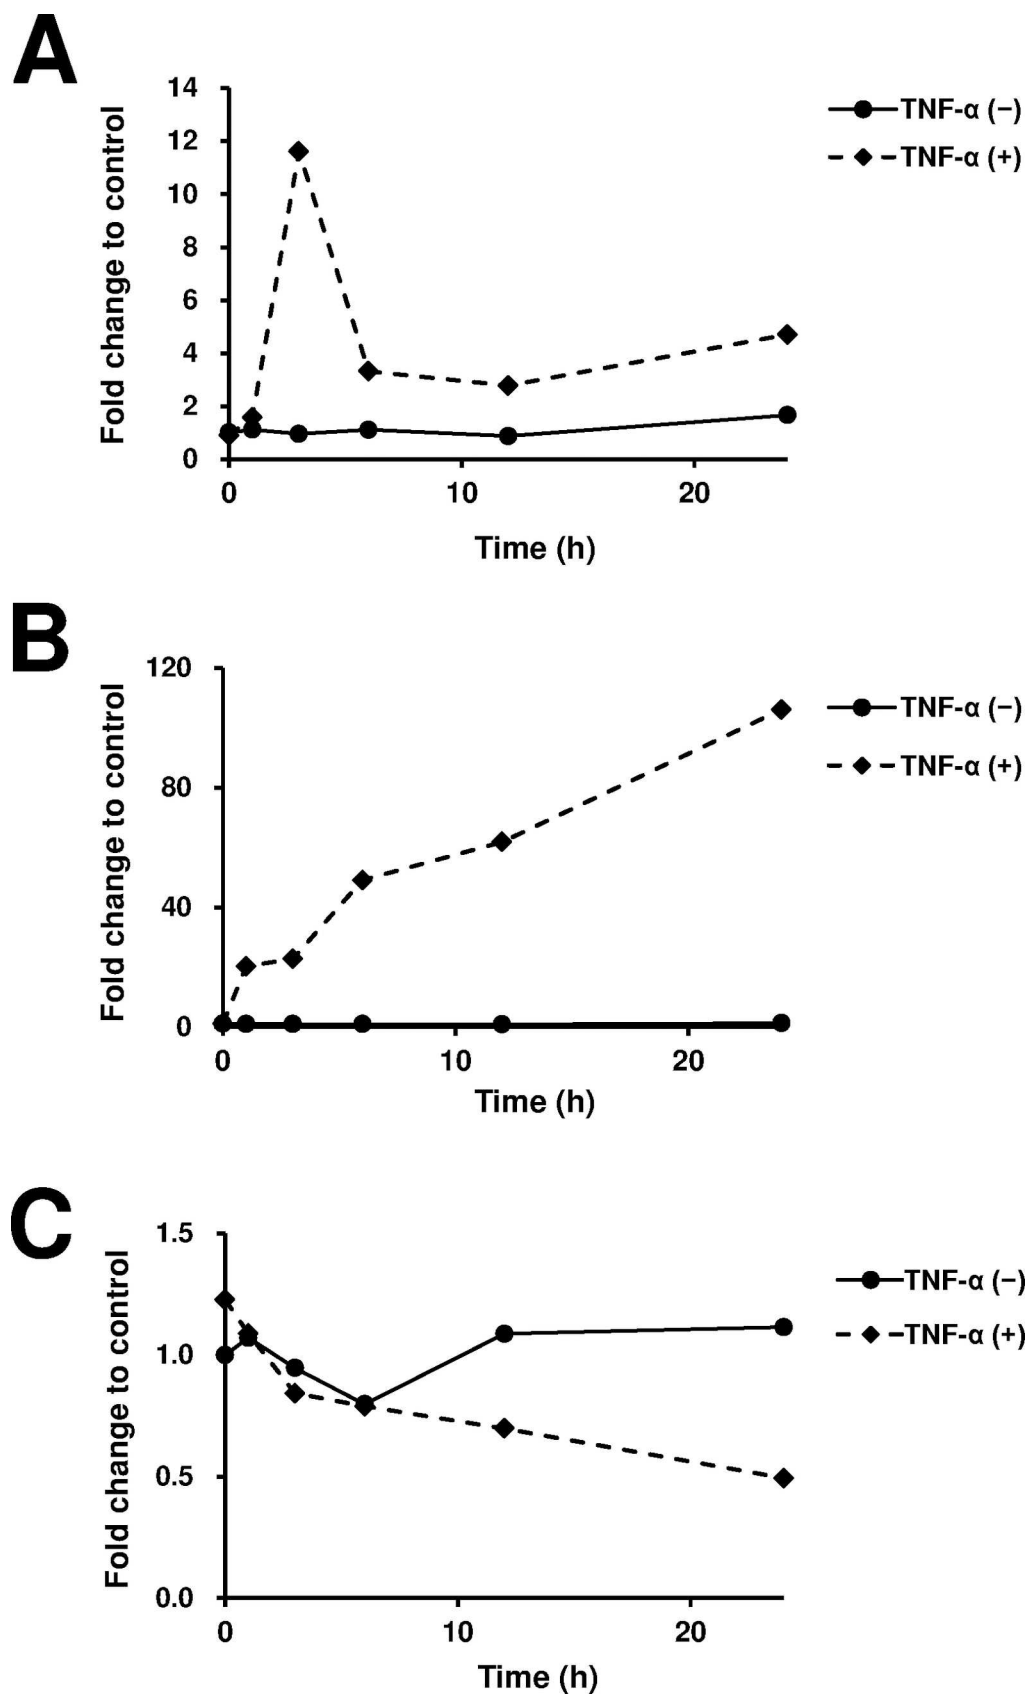 A
Fold change to control
14
12
10
8
6
4
2
0
0 10 20
Time (h)
TNF-α (−)
TNF-α (+)
B
Fold change to control
120
80
40
0
0 10 20
Time (h)
TNF-α (−)
TNF-α (+)
C
Fold change to control
1.5
1.0
0.5
0.0
0 10 20
Time (h)
TNF-α (−)
TNF-α (+)